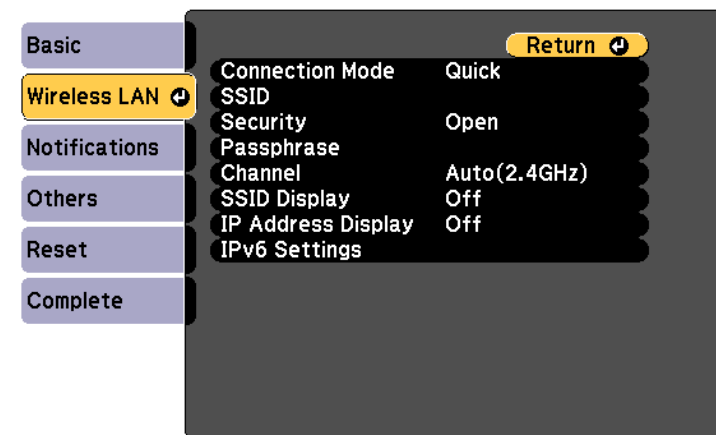 Basic
Wireless LAN
Notifications
Others
Reset
Complete
Return
Connection Mode Quick
SSID
Security Open
Passphrase
Channel Auto(2.4GHz)
SSID Display Off
IP Address Display Off
IPv6 Settings